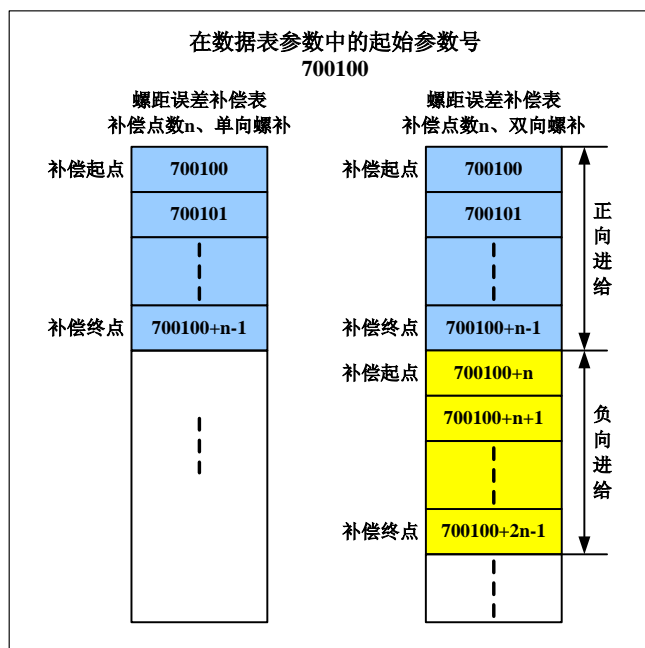 在数据表参数中的起始参数号
700100
螺距误差补偿表
补偿点数n、单向螺补
补偿起点
700100
700101
补偿终点
700100+n-1
螺距误差补偿表
补偿点数n、双向螺补
补偿起点
700100
700101
补偿终点
700100+n-1
正向进给
补偿起点
700100+n
700100+n+1
补偿终点
700100+2n-1
负向进给